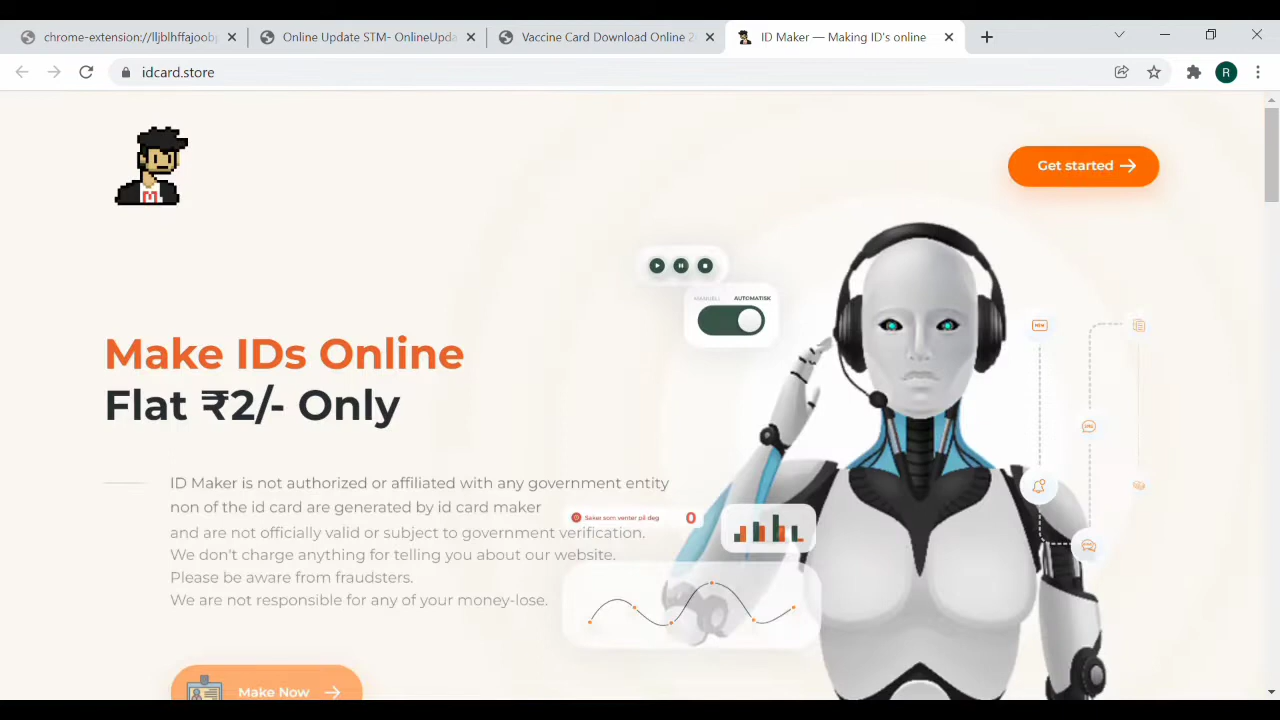 chrome-extension://lljblhffajoobp
Online Update STM- OnlineUpda
Vaccine Card Download Online 2
ID Maker — Making ID's online
idcard.store
R
Get started
MANUELL AUTOMATISK
NEW
Make IDs Online
Flat ₹2/- Only
ID Maker is not authorized or affiliated with any government entity
non of the id card are generated by id card maker
and are not officially valid or subject to government verification.
We don't charge anything for telling you about our website.
Please be aware from fraudsters.
We are not responsible for any of your money-lose.
Saker som venter på deg 0
Make Now